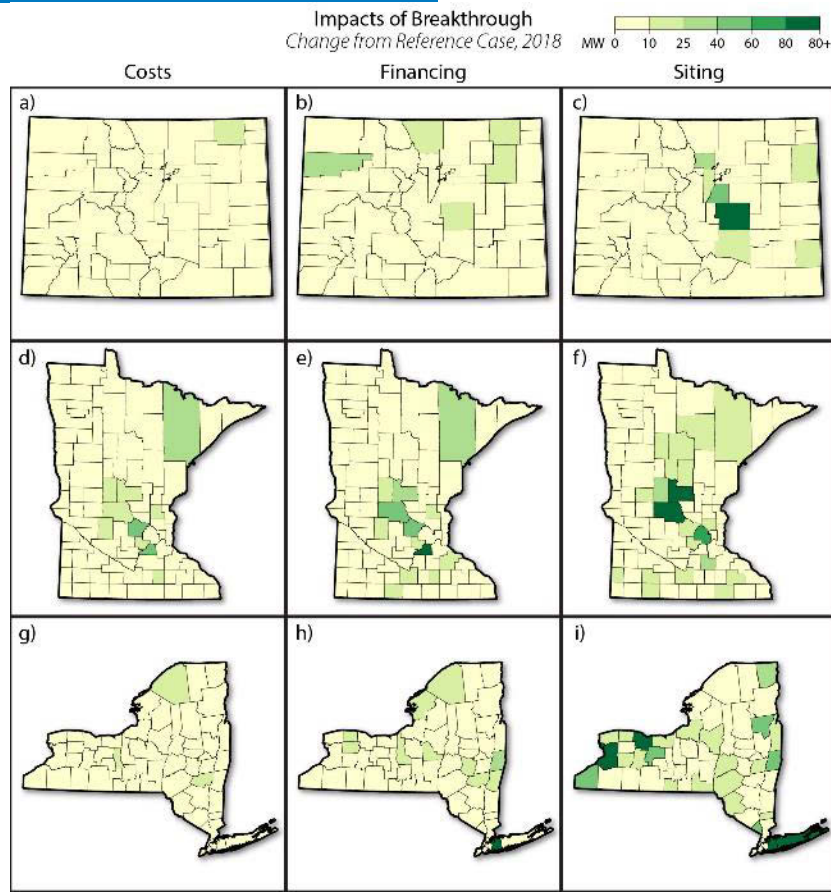 Impacts of Breakthrough
Change from Reference Case, 2018
MW 0 10 25 40 60 80 80+
Costs Financing Siting
a) b) c)
d) e) f)
g) h) i)